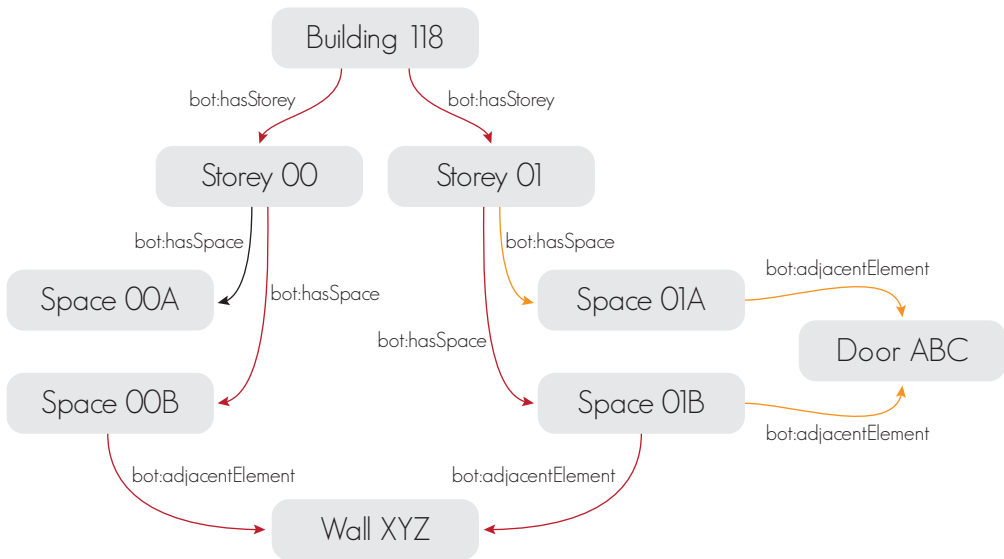 Building 118
bot:hasStorey
bot:hasStorey
Storey 00
Storey 01
bot:hasSpace
bot:hasSpace
bot:adjacentElement
Space 00A
bot:hasSpace
Space 01A
bot:hasSpace
Door ABC
Space 00B
Space 01B
bot:adjacentElement
bot:adjacentElement
bot:adjacentElement
Wall XYZ